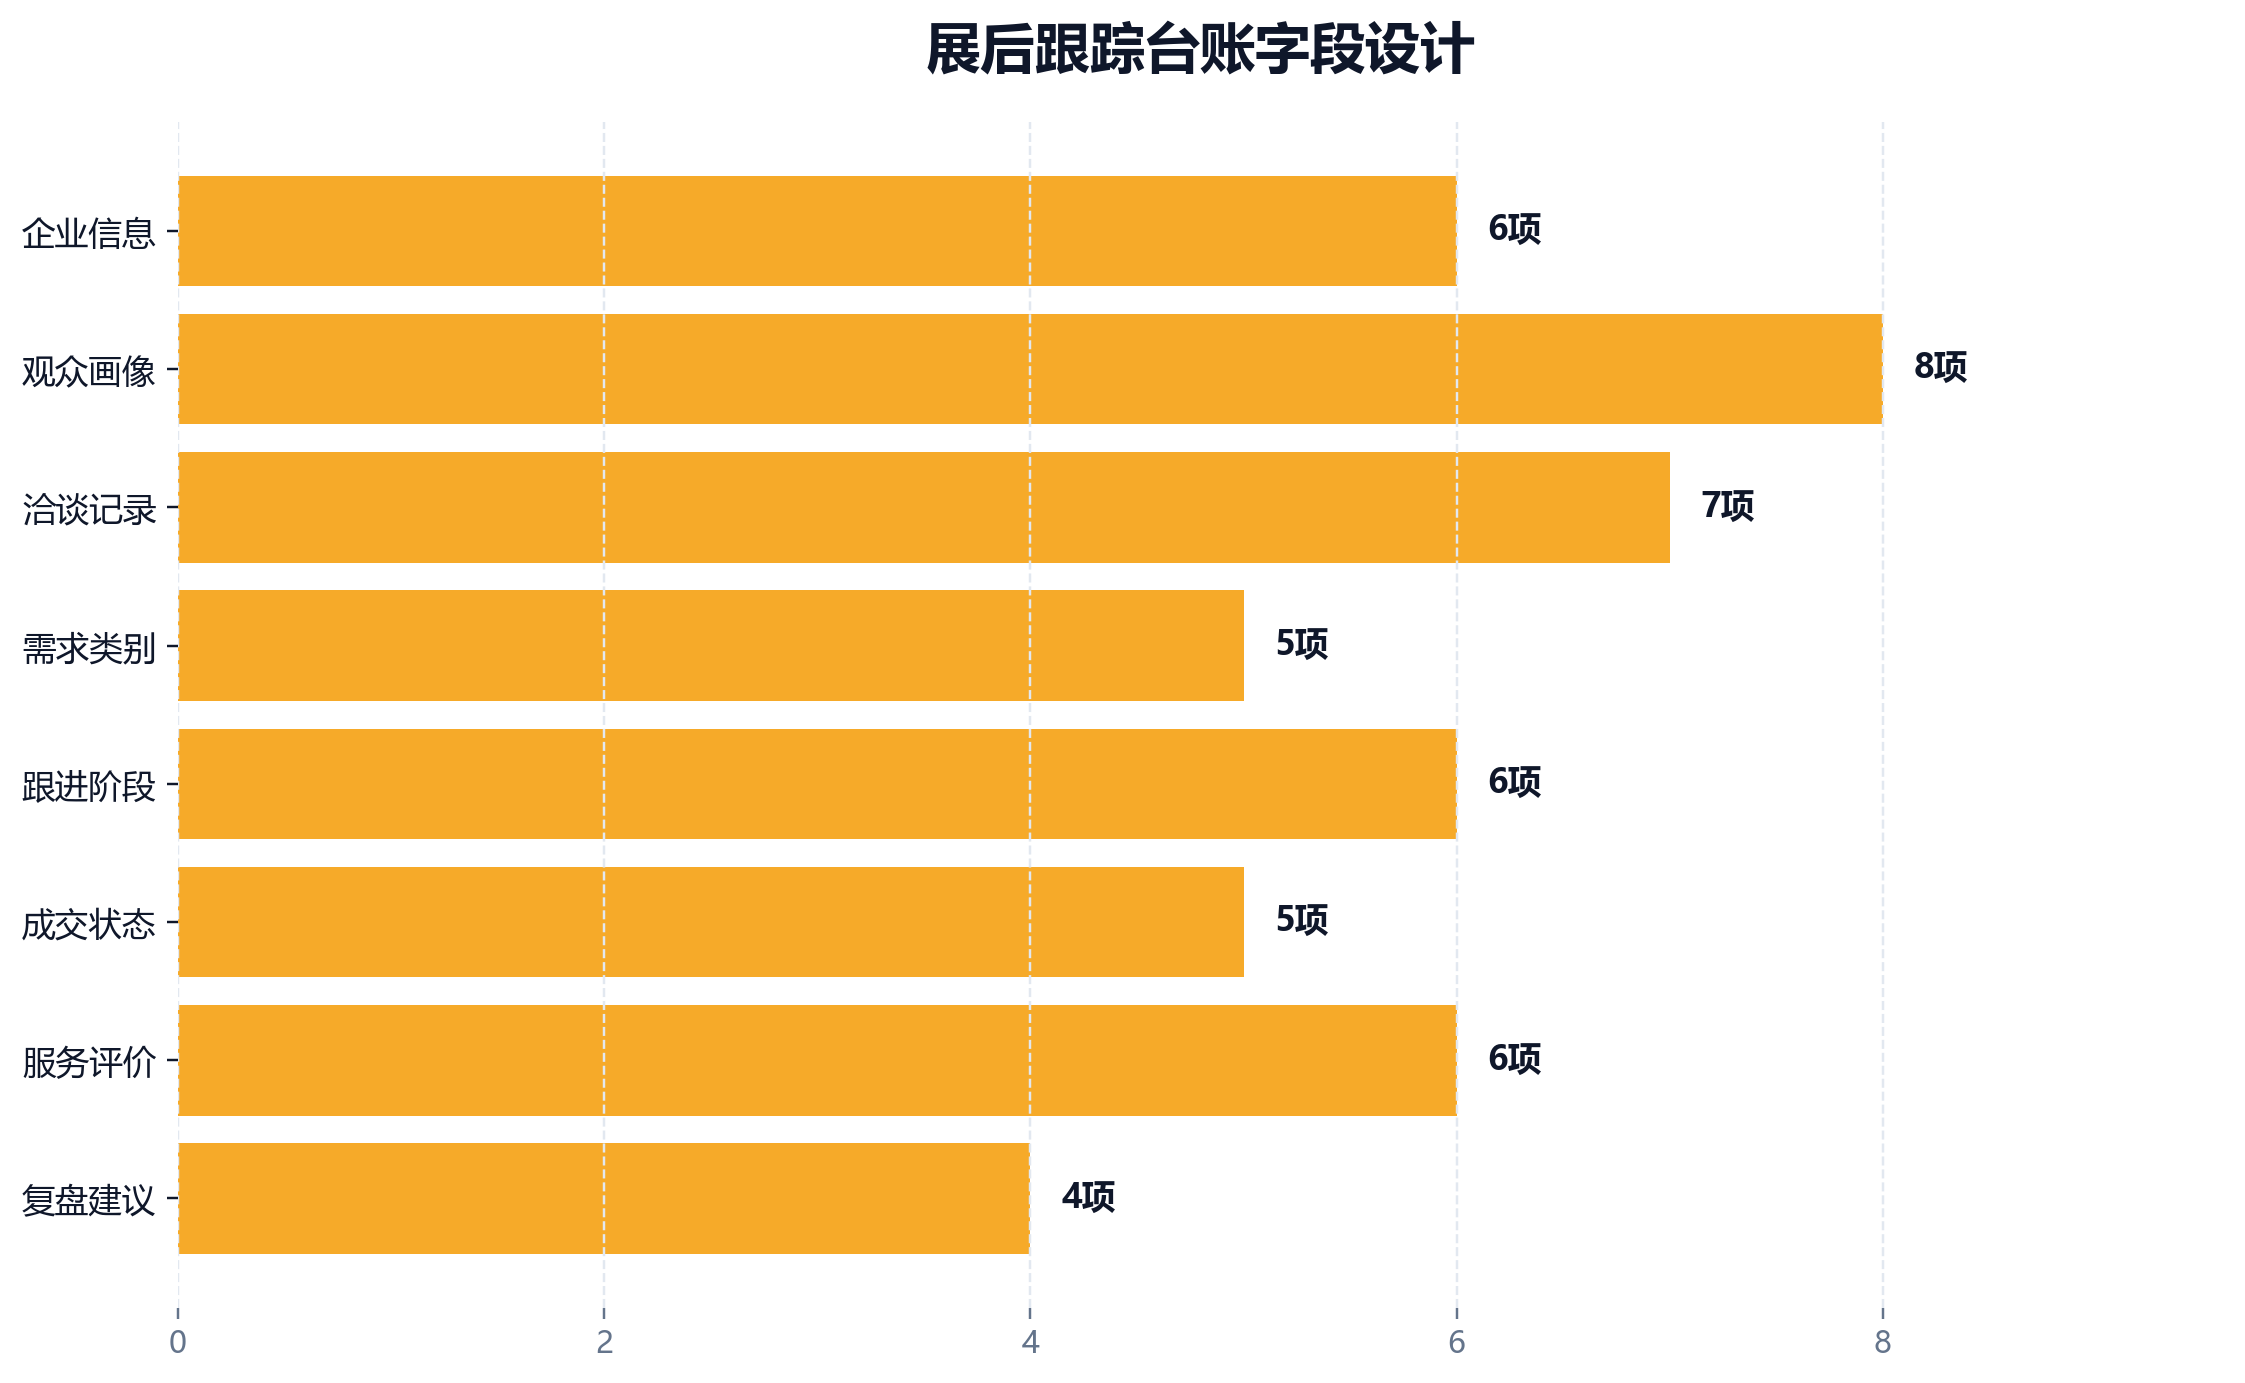 展后跟踪台账字段设计
企业信息 6项
观众画像 8项
洽谈记录 7项
需求类别 5项
跟进阶段 6项
成交状态 5项
服务评价 6项
复盘建议 4项
0 2 4 6 8